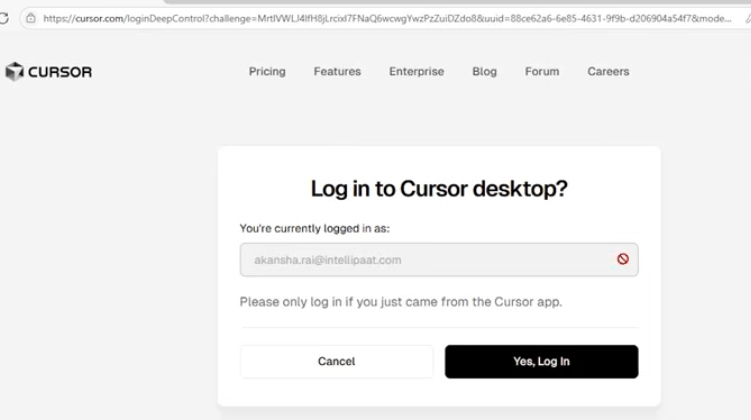 https://cursor.com/loginDeepControl?challenge=MrtlVWLJ4lfH8jLrcixI7FNaQ6wcwgYwzPzZuiDZdo8&uuid=88ce62a6-6e85-4631-9f9b-d206904a54f7&mode...
CURSOR
Pricing Features Enterprise Blog Forum Careers
Log in to Cursor desktop?
You're currently logged in as:
akansha.rai@intellipaat.com
Please only log in if you just came from the Cursor app.
Cancel Yes, Log In